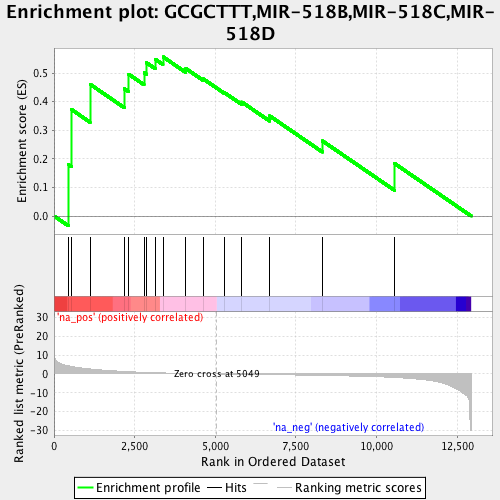 Enrichment plot: GCGCTTT,MIR-518B,MIR-518C,MIR-
518D
Enrichment score (ES)
0.5
0.4
0.3
0.2
0.1
0.0
'na_pos' (positively correlated)
Ranked list metric (PreRanked)
30
20
10
0
-10
-20
-30
Zero cross at 5049
'na_neg' (negatively correlated)
0
2,500
5,000
7,500
10,000
12,500
Rank in Ordered Dataset
Enrichment profile
Hits
Ranking metric scores